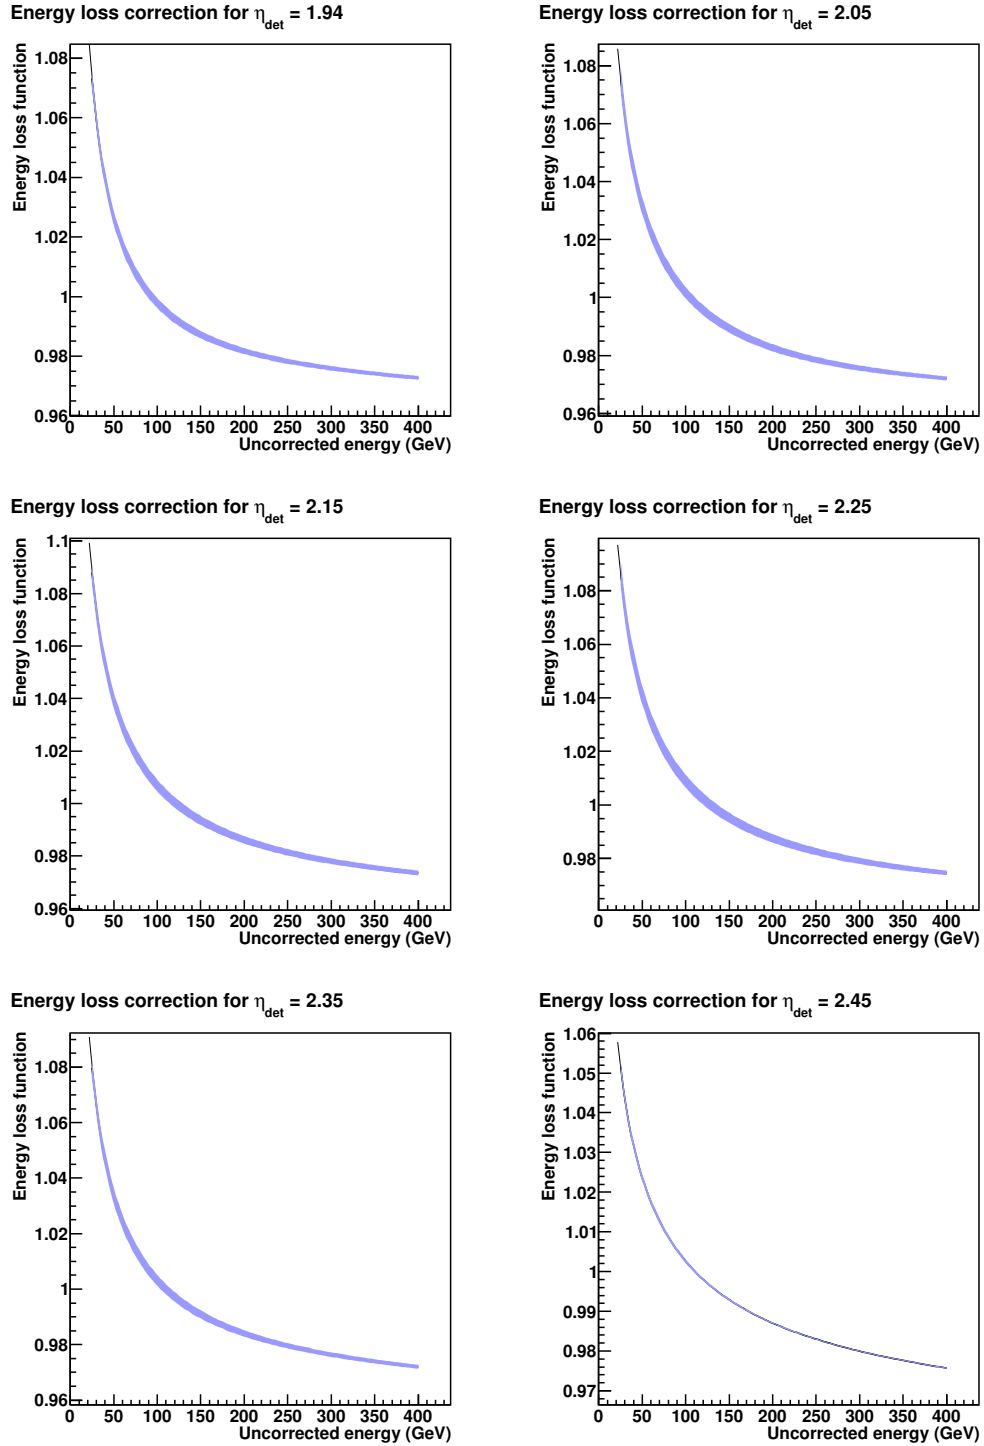 Energy loss correction for ηdet = 1.94
Energy loss function
1.08
1.06
1.04
1.02
1
0.98
0.96
0 50 100 150 200 250 300 350 400
Uncorrected energy (GeV)
Energy loss correction for ηdet = 2.05
Energy loss function
1.08
1.06
1.04
1.02
1
0.98
0.96
0 50 100 150 200 250 300 350 400
Uncorrected energy (GeV)
Energy loss correction for ηdet = 2.15
Energy loss function
1.1
1.08
1.06
1.04
1.02
1
0.98
0.96
0 50 100 150 200 250 300 350 400
Uncorrected energy (GeV)
Energy loss correction for ηdet = 2.25
Energy loss function
1.08
1.06
1.04
1.02
1
0.98
0 50 100 150 200 250 300 350 400
Uncorrected energy (GeV)
Energy loss correction for ηdet = 2.35
Energy loss function
1.08
1.06
1.04
1.02
1
0.98
0.96
0 50 100 150 200 250 300 350 400
Uncorrected energy (GeV)
Energy loss correction for ηdet = 2.45
Energy loss function
1.06
1.05
1.04
1.03
1.02
1.01
1
0.99
0.98
0.97
0 50 100 150 200 250 300 350 400
Uncorrected energy (GeV)